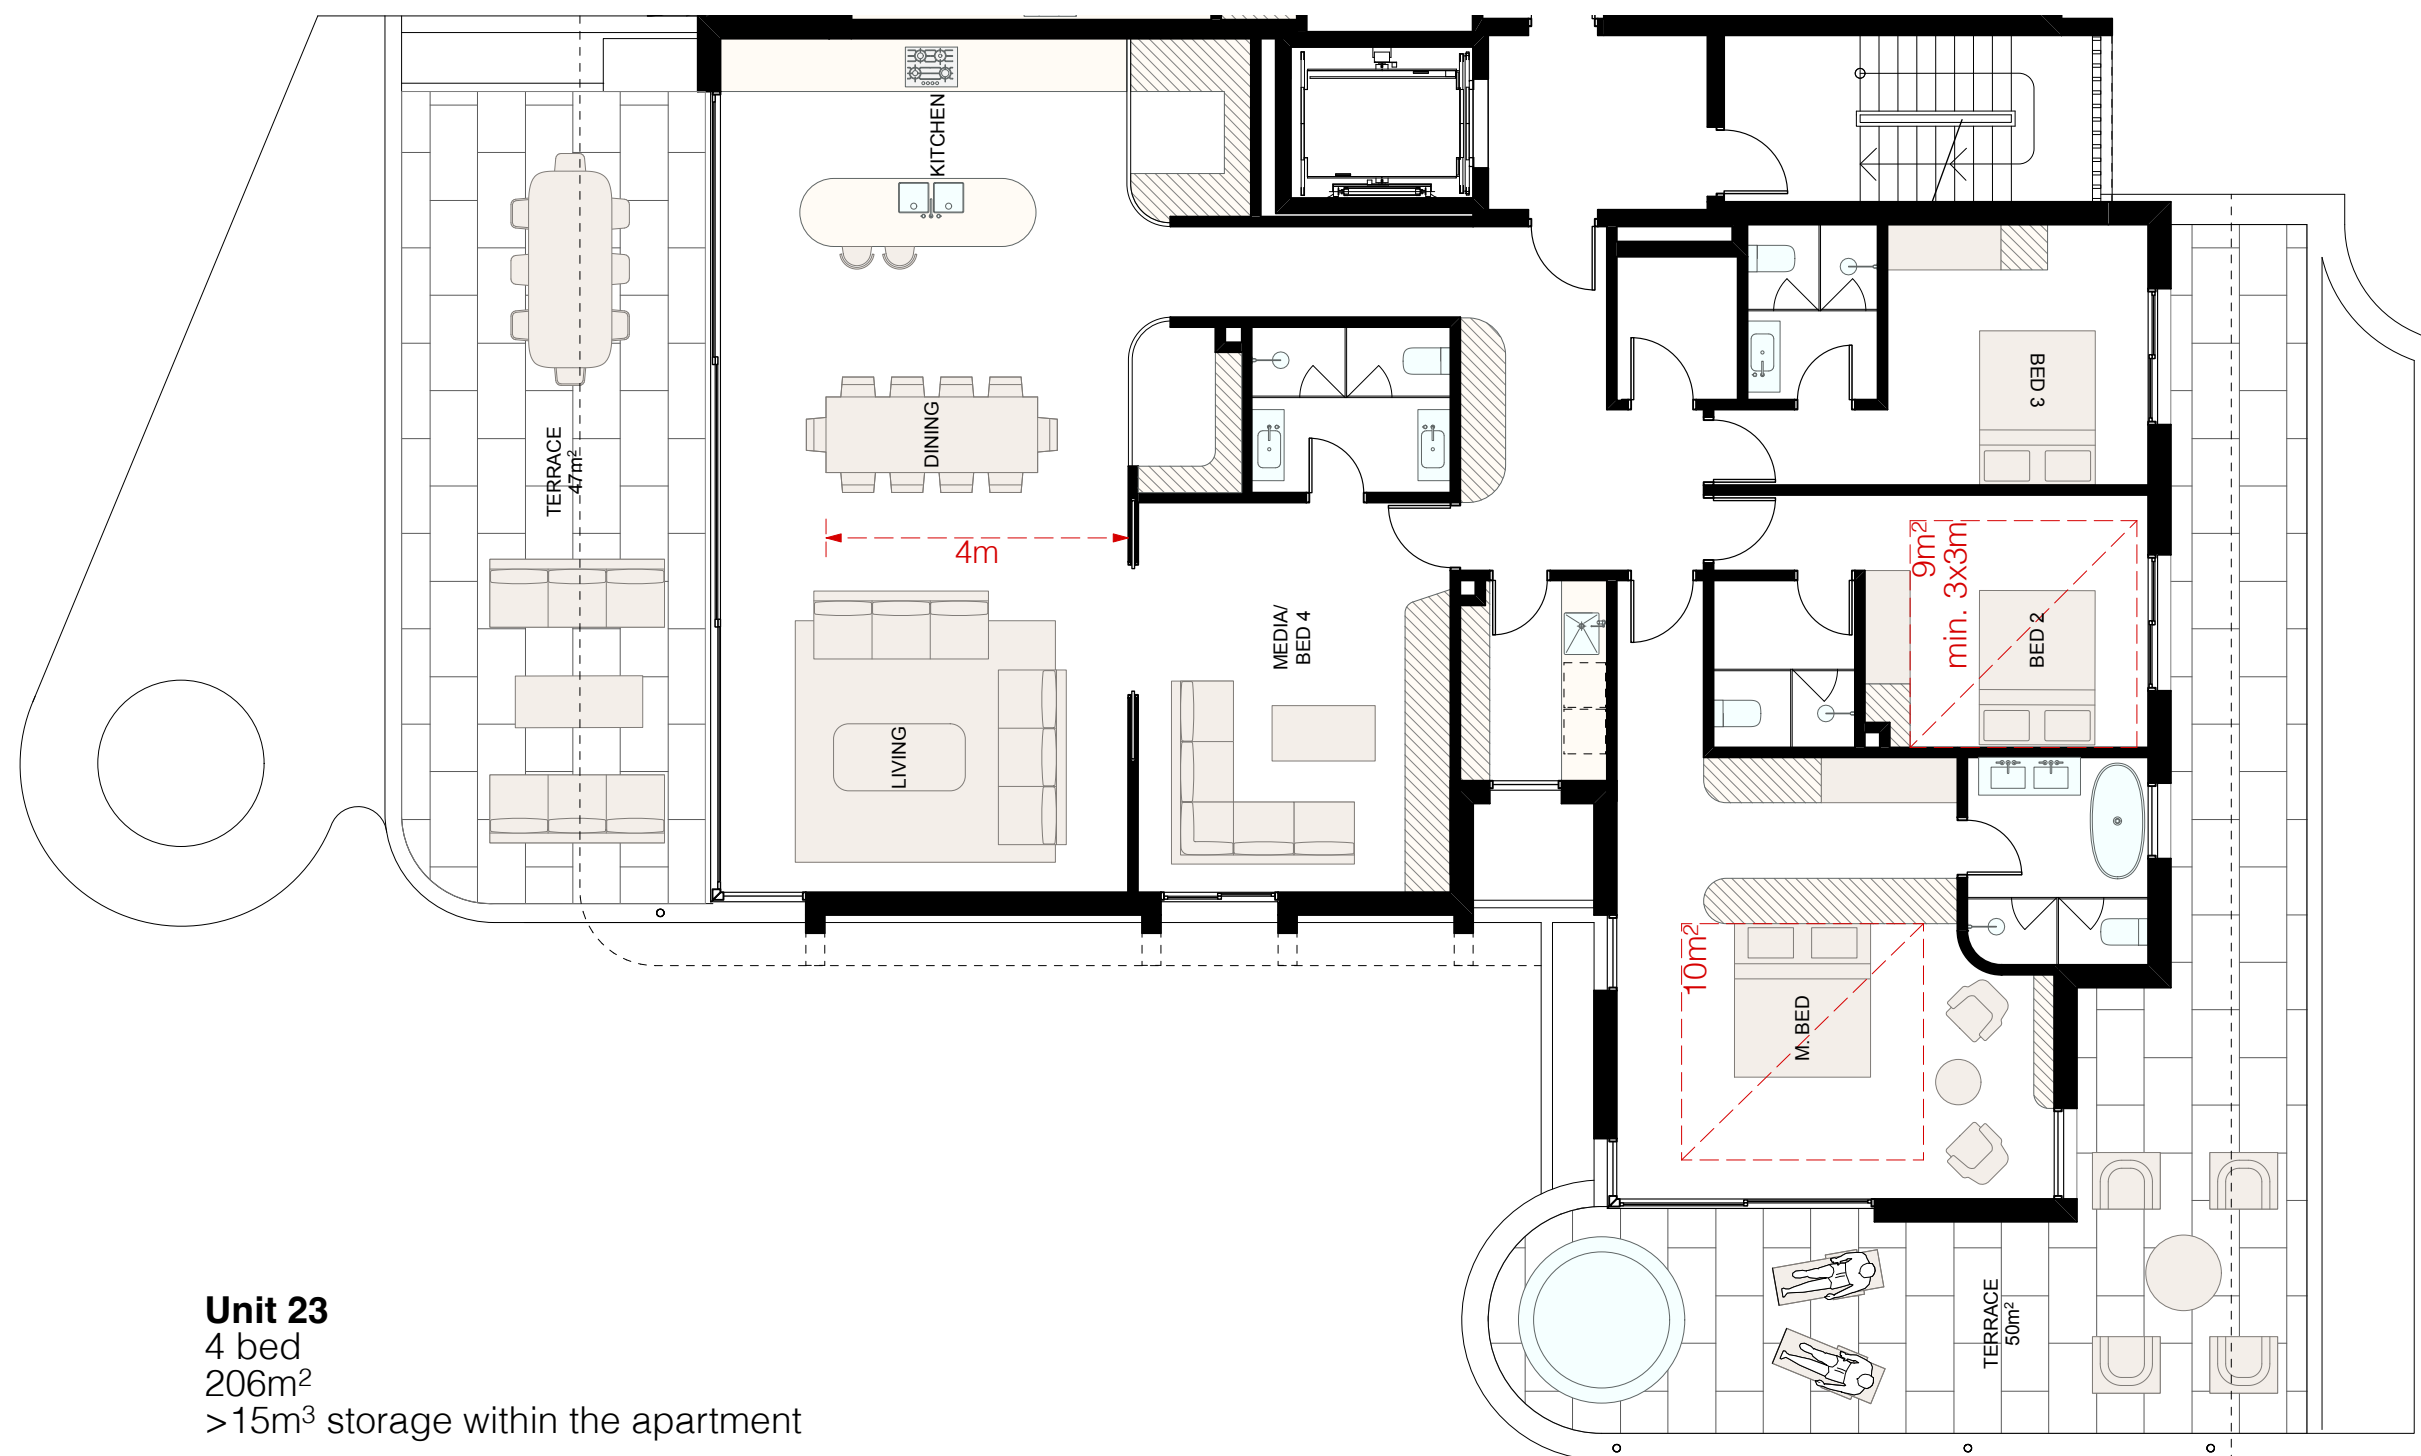 KITCHEN
DINING
BED 3
TERRACE
47m²
4m
9m²
min. 3x3m
BED 2
MEDIA/
BED 4
LIVING
10m²
M.BED
TERRACE
50m²
Unit 23
4 bed
206m²
>15m³ storage within the apartment